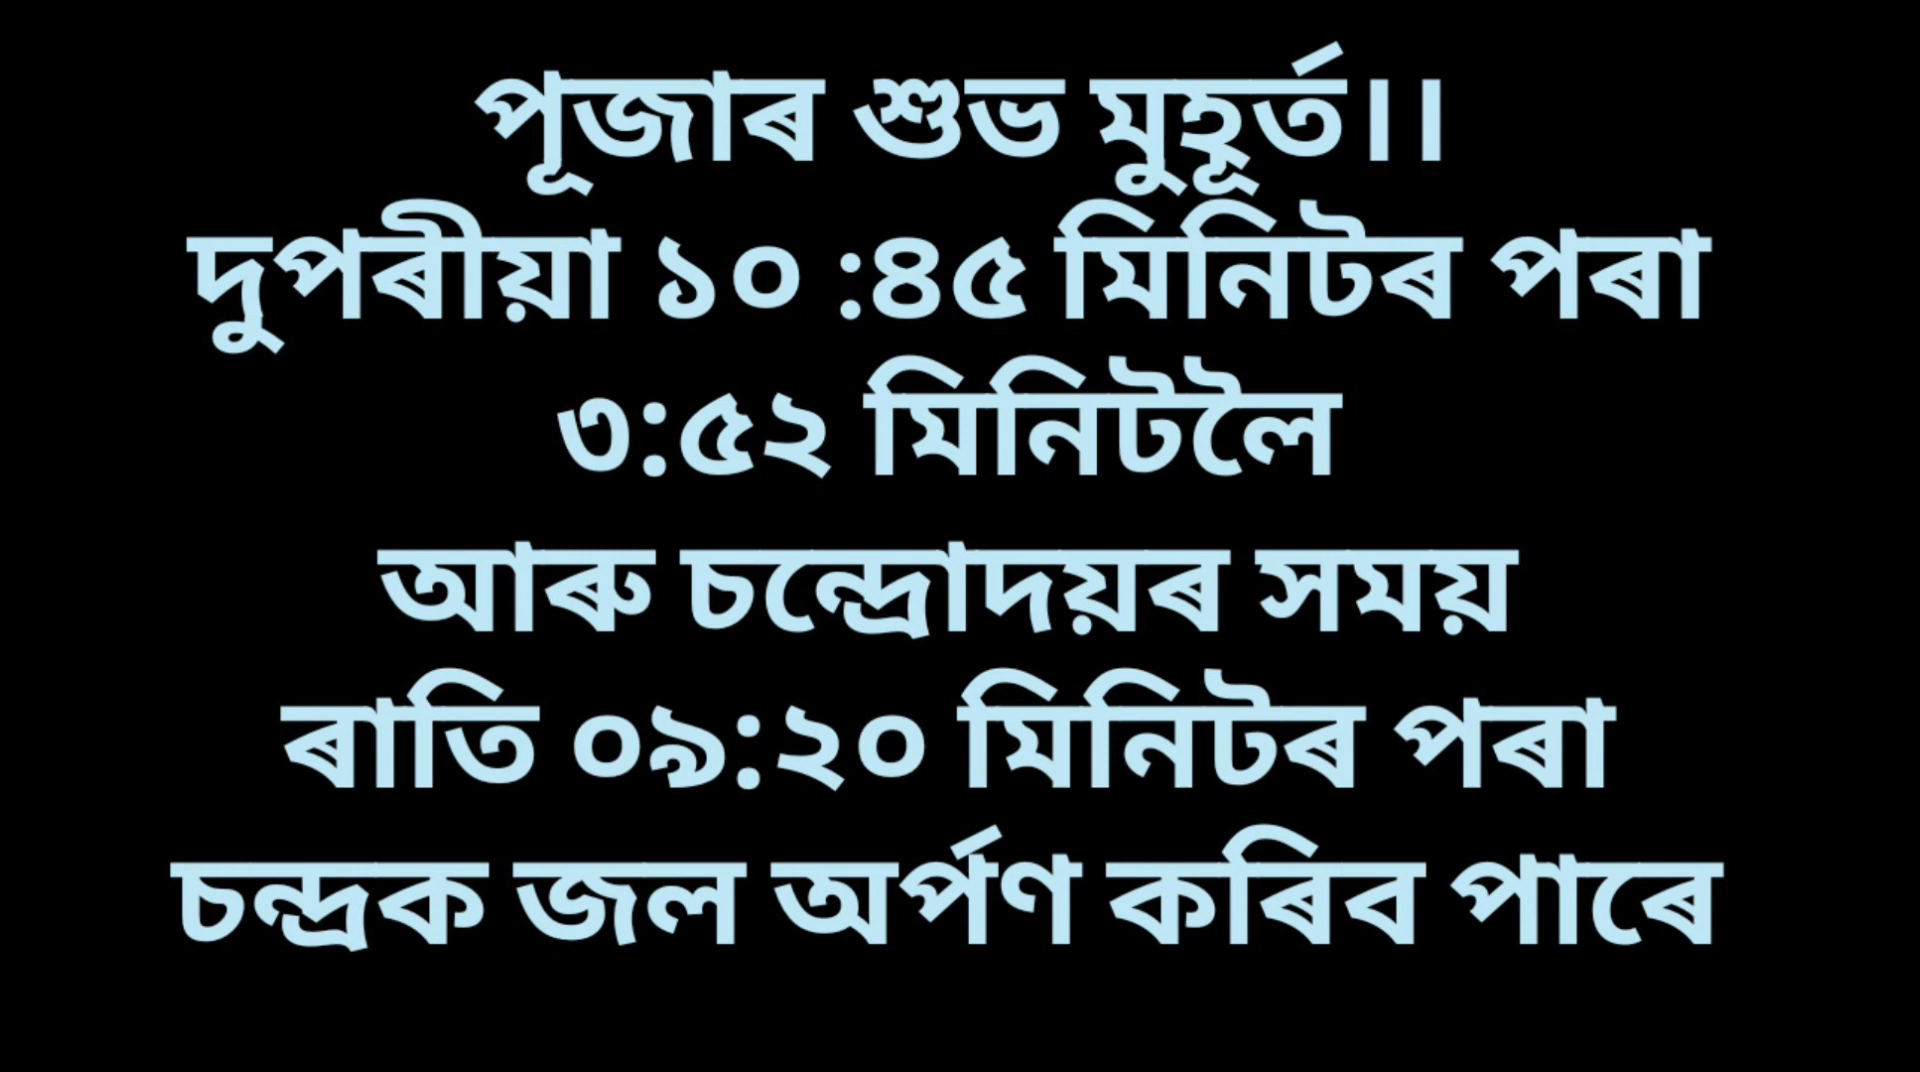 পূজাৰ শুভ মুহূৰ্ত।।
দুপৰীয়া ১০ :৪৫ মিনিটৰ পৰা
৩:৫২ মিনিটলৈ
আৰু চন্দ্ৰোদয়ৰ সময়
ৰাতি ০৯:২০ মিনিটৰ পৰা
চন্দ্ৰক জল অৰ্পণ কৰিব পাৰে